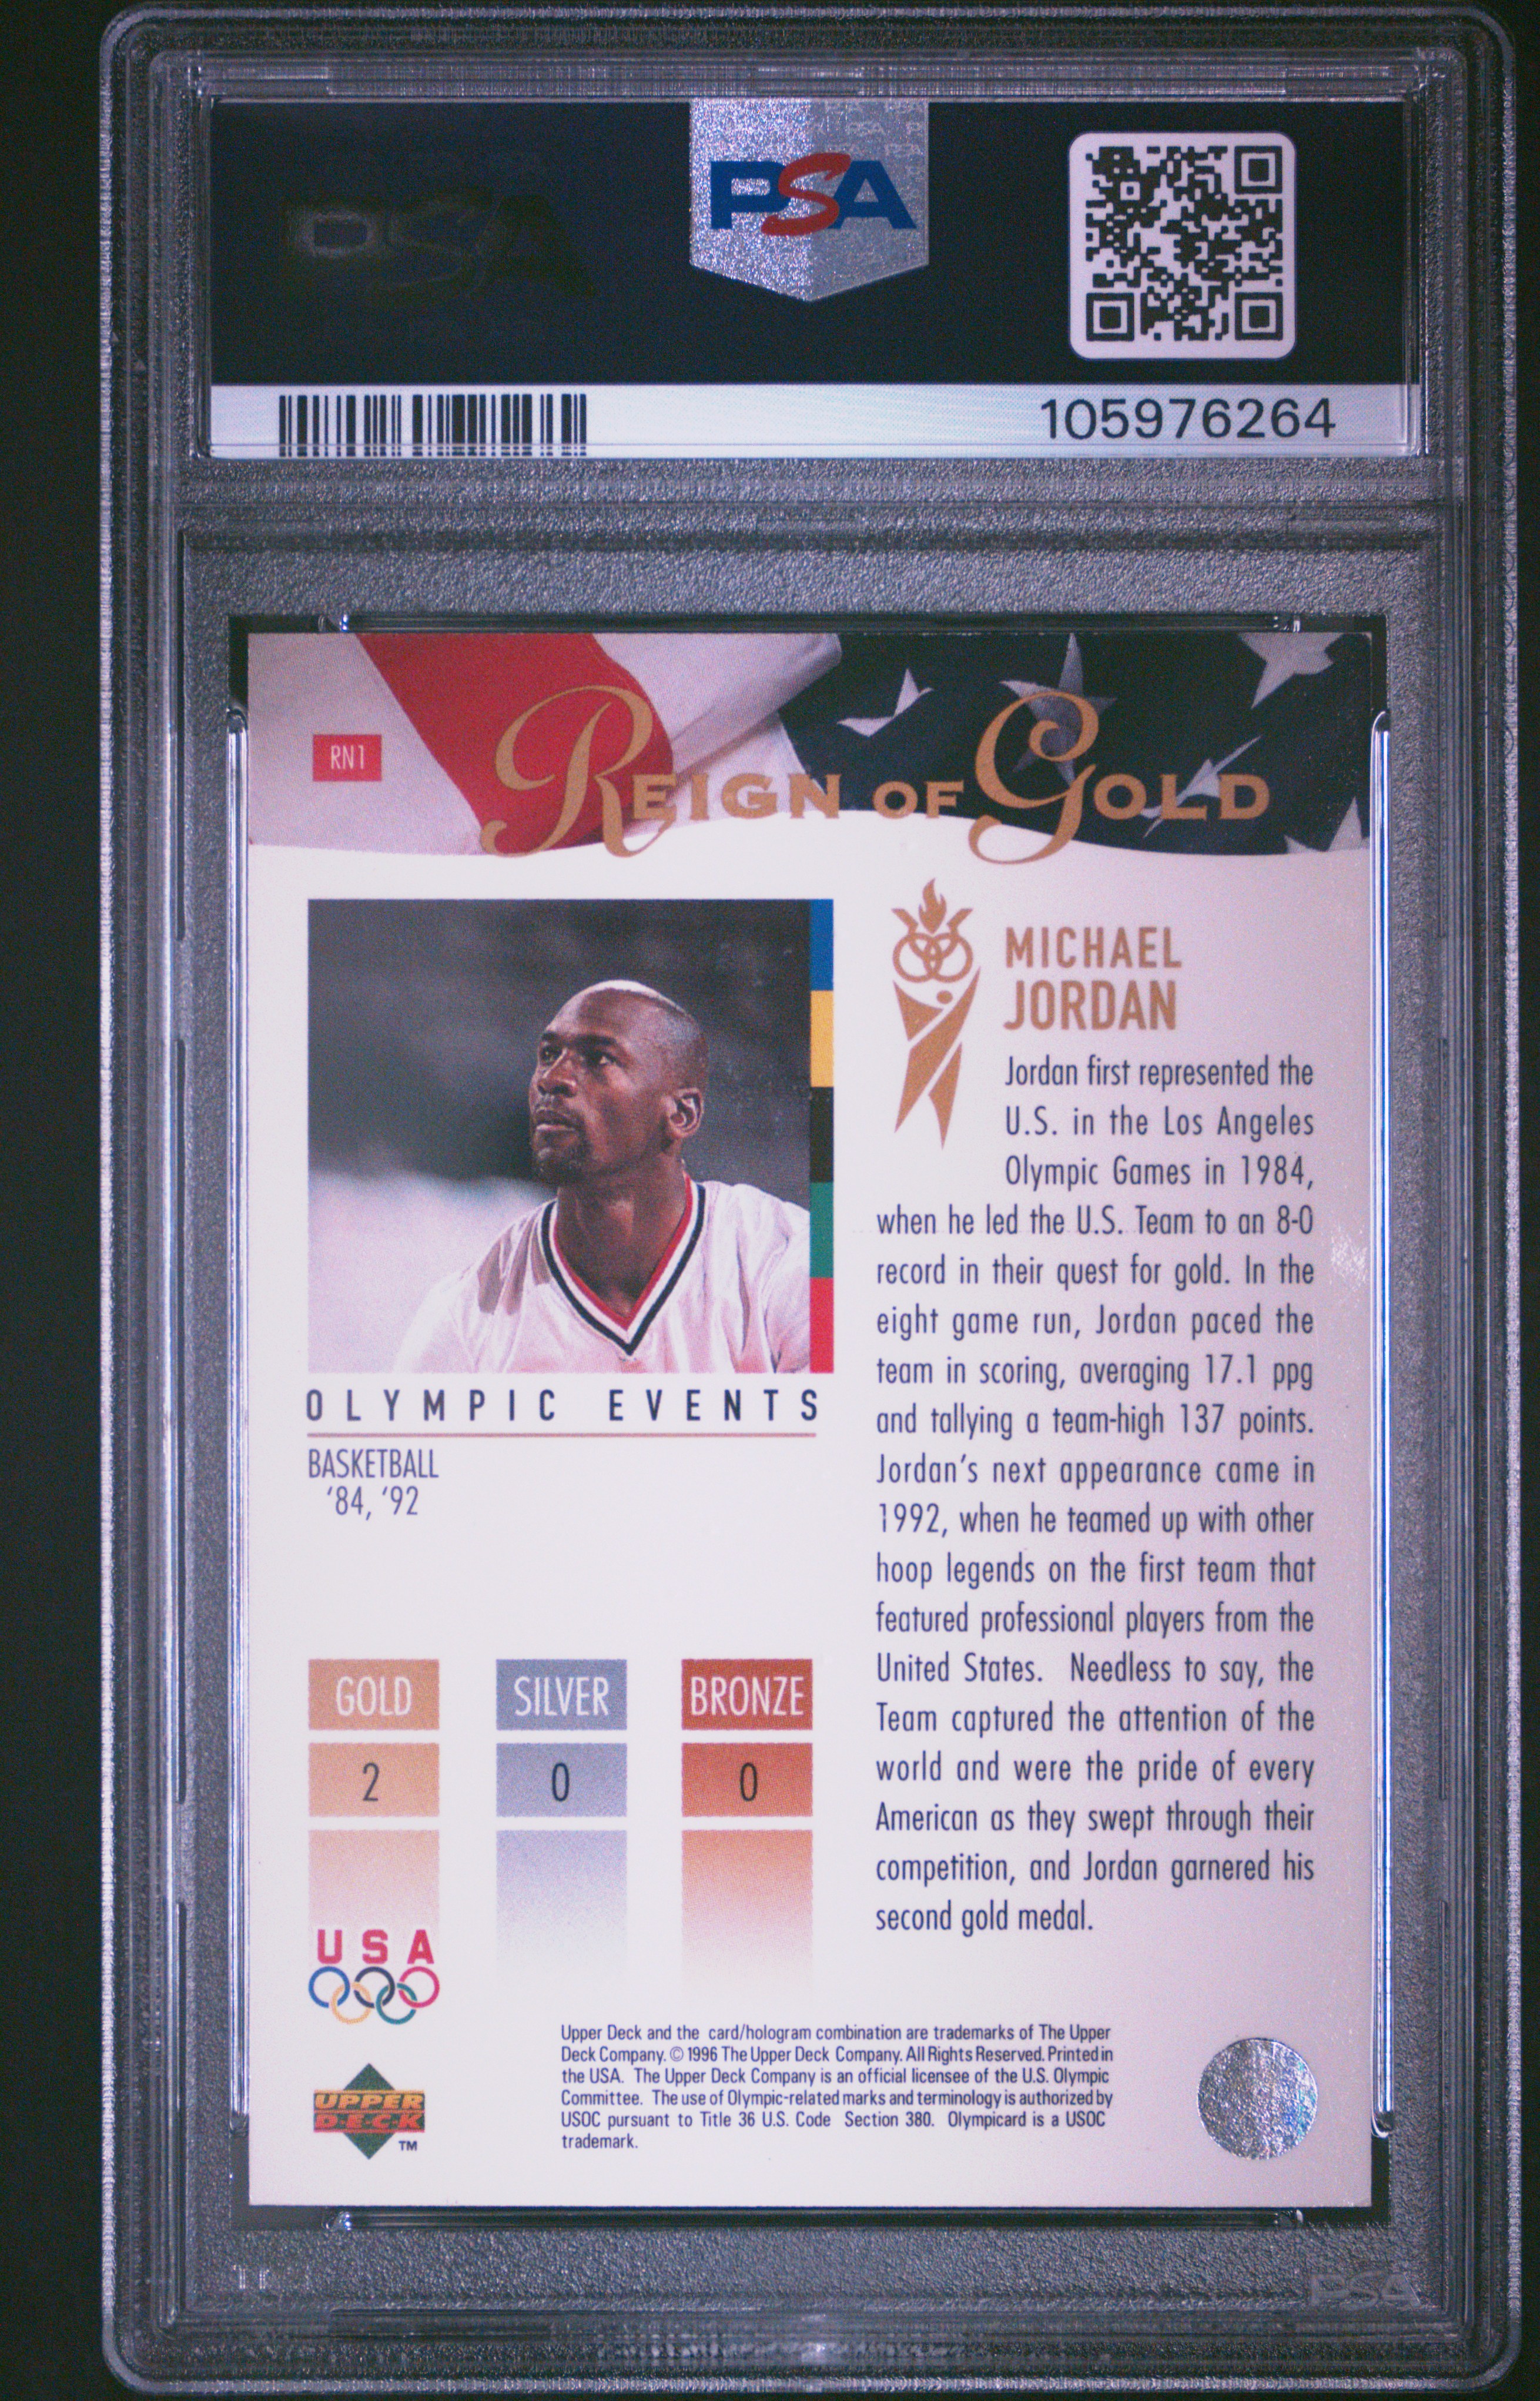 PSA
PSA
105976264
RN1
REIGN OF GOLD
MICHAEL
JORDAN
Jordan first represented the
U.S. in the Los Angeles
Olympic Games in 1984,
when he led the U.S. Team to an 8-0
record in their quest for gold. In the
eight game run, Jordan paced the
team in scoring, averaging 17.1 ppg
and tallying a team-high 137 points.
Jordan's next appearance came in
1992, when he teamed up with other
hoop legends on the first team that
featured professional players from the
United States. Needless to say, the
Team captured the attention of the
world and were the pride of every
American as they swept through their
competition, and Jordan garnered his
second gold medal.
OLYMPIC EVENTS
BASKETBALL
'84, '92
GOLD SILVER BRONZE
2 0 0
USA
UPPER
DECK
TM
Upper Deck and the card/hologram combination are trademarks of The Upper
Deck Company. © 1996 The Upper Deck Company. All Rights Reserved. Printed in
the USA. The Upper Deck Company is an official licensee of the U.S. Olympic
Committee. The use of Olympic-related marks and terminology is authorized by
USOC pursuant to Title 36 U.S. Code Section 380. Olympicard is a USOC
trademark.
PSA